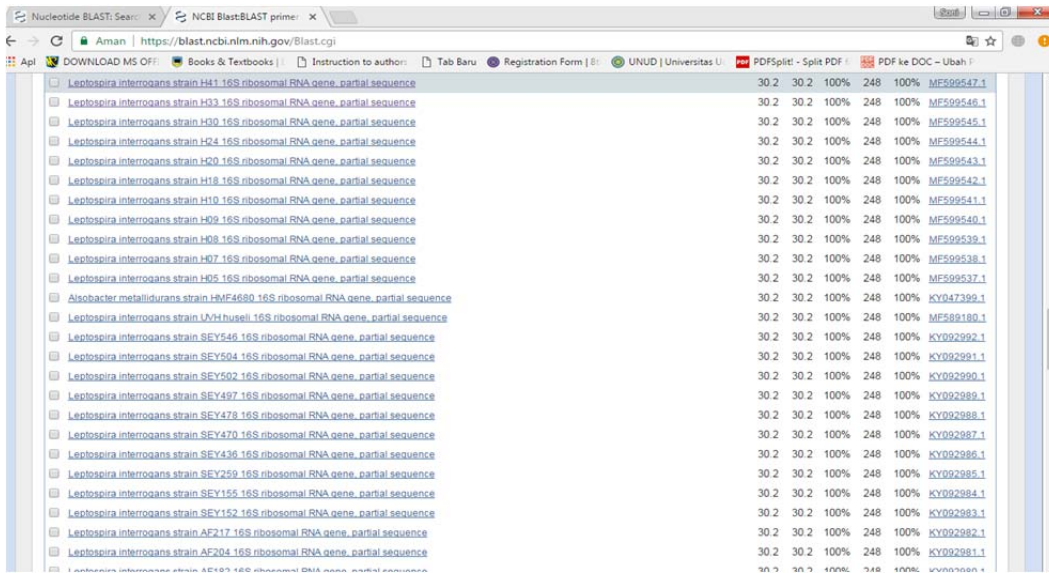 Nucleotide BLAST: Searc
NCBI Blast:BLAST primer
Aman | https://blast.ncbi.nlm.nih.gov/Blast.cgi
Apl DOWNLOAD MS OFF Books & Textbooks | Instruction to author Tab Baru Registration Form | 8t UNUD | Universitas U PDFSplit! - Split PDF PDF ke DOC – Ubah P
Leptospira interrogans strain H41 16S ribosomal RNA gene, partial sequence 30.2 30.2 100% 248 100% MF599547.1
Leptospira interrogans strain H33 16S ribosomal RNA gene, partial sequence 30.2 30.2 100% 248 100% MF599546.1
Leptospira interrogans strain H30 16S ribosomal RNA gene, partial sequence 30.2 30.2 100% 248 100% MF599545.1
Leptospira interrogans strain H24 16S ribosomal RNA gene, partial sequence 30.2 30.2 100% 248 100% MF599544.1
Leptospira interrogans strain H20 16S ribosomal RNA gene, partial sequence 30.2 30.2 100% 248 100% MF599543.1
Leptospira interrogans strain H18 16S ribosomal RNA gene, partial sequence 30.2 30.2 100% 248 100% MF599542.1
Leptospira interrogans strain H10 16S ribosomal RNA gene, partial sequence 30.2 30.2 100% 248 100% MF599541.1
Leptospira interrogans strain H09 16S ribosomal RNA gene, partial sequence 30.2 30.2 100% 248 100% MF599540.1
Leptospira interrogans strain H08 16S ribosomal RNA gene, partial sequence 30.2 30.2 100% 248 100% MF599539.1
Leptospira interrogans strain H07 16S ribosomal RNA gene, partial sequence 30.2 30.2 100% 248 100% MF599538.1
Leptospira interrogans strain H05 16S ribosomal RNA gene, partial sequence 30.2 30.2 100% 248 100% MF599537.1
Alsobacter metallidurans strain HMF4680 16S ribosomal RNA gene, partial sequence 30.2 30.2 100% 248 100% KY047399.1
Leptospira interrogans strain UVH huseli 16S ribosomal RNA gene, partial sequence 30.2 30.2 100% 248 100% MF589180.1
Leptospira interrogans strain SEY546 16S ribosomal RNA gene, partial sequence 30.2 30.2 100% 248 100% KY092992.1
Leptospira interrogans strain SEY504 16S ribosomal RNA gene, partial sequence 30.2 30.2 100% 248 100% KY092991.1
Leptospira interrogans strain SEY502 16S ribosomal RNA gene, partial sequence 30.2 30.2 100% 248 100% KY092990.1
Leptospira interrogans strain SEY497 16S ribosomal RNA gene, partial sequence 30.2 30.2 100% 248 100% KY092989.1
Leptospira interrogans strain SEY478 16S ribosomal RNA gene, partial sequence 30.2 30.2 100% 248 100% KY092988.1
Leptospira interrogans strain SEY470 16S ribosomal RNA gene, partial sequence 30.2 30.2 100% 248 100% KY092987.1
Leptospira interrogans strain SEY436 16S ribosomal RNA gene, partial sequence 30.2 30.2 100% 248 100% KY092986.1
Leptospira interrogans strain SEY259 16S ribosomal RNA gene, partial sequence 30.2 30.2 100% 248 100% KY092985.1
Leptospira interrogans strain SEY155 16S ribosomal RNA gene, partial sequence 30.2 30.2 100% 248 100% KY092984.1
Leptospira interrogans strain SEY152 16S ribosomal RNA gene, partial sequence 30.2 30.2 100% 248 100% KY092983.1
Leptospira interrogans strain AF217 16S ribosomal RNA gene, partial sequence 30.2 30.2 100% 248 100% KY092982.1
Leptospira interrogans strain AF204 16S ribosomal RNA gene, partial sequence 30.2 30.2 100% 248 100% KY092981.1
Leptospira interrogans strain AF182 16S ribosomal RNA gene, partial sequence 30.2 30.2 100% 248 100% KY092980.1